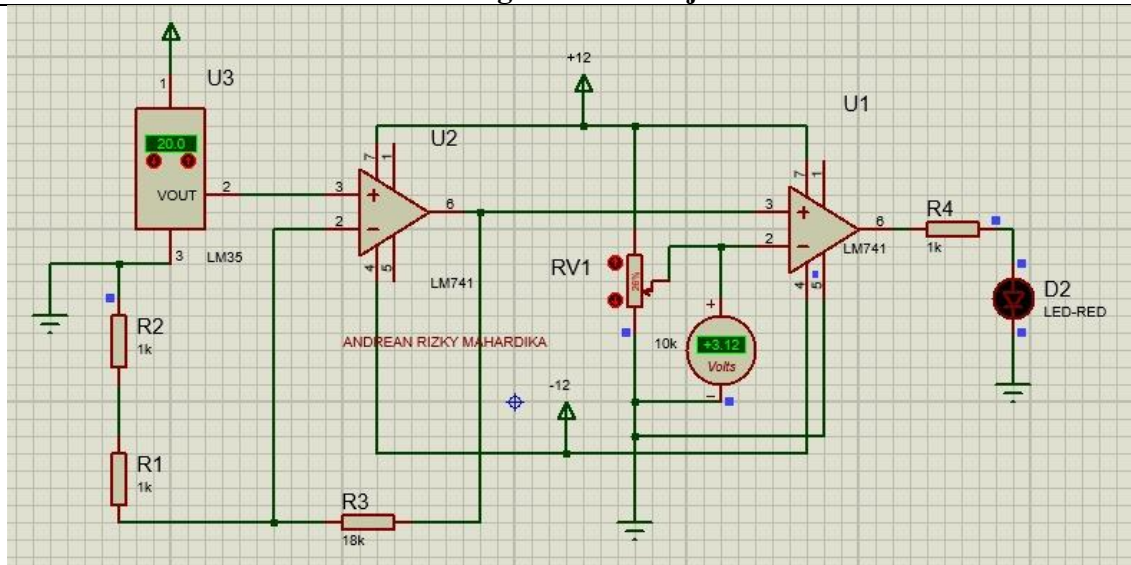 +12
U1
U3
1
20.0
VOUT
2
3
LM35
U2
7
1
3
2
6
4
5
LM741
RV1
26%
10k
+3.12
Volts
+
−
7
1
3
2
6
4
5
LM741
R4
1k
D2
LED-RED
R2
1k
ANDREAN RIZKY MAHARDIKA
-12
R1
1k
R3
18k